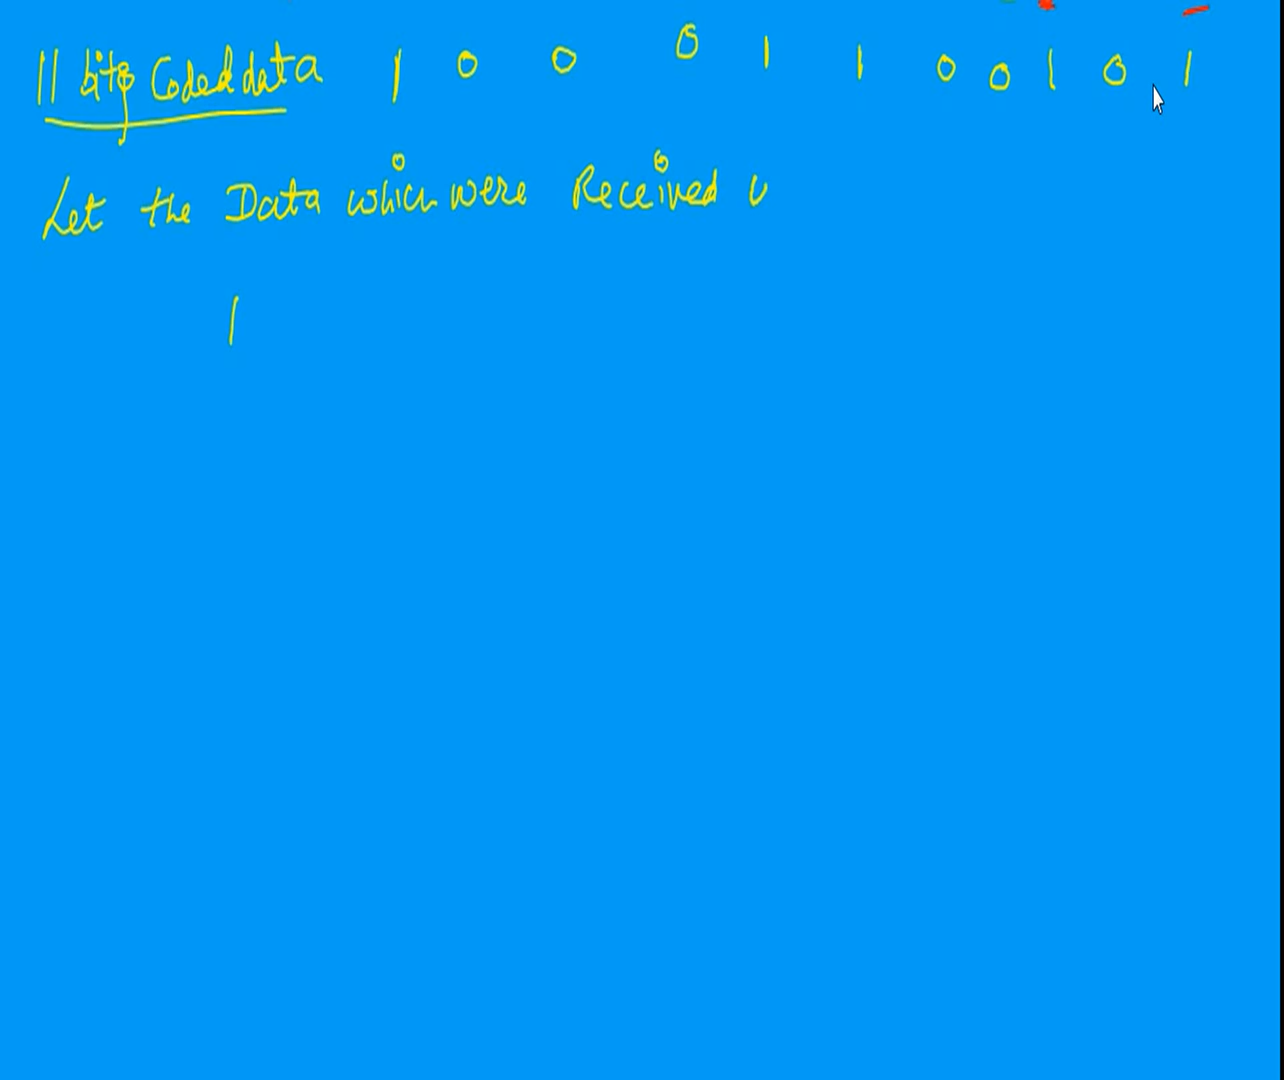 11 bits Coded data 1 0 0 0 1 1 0 0 1 0 1
Let the Data which were Received
1